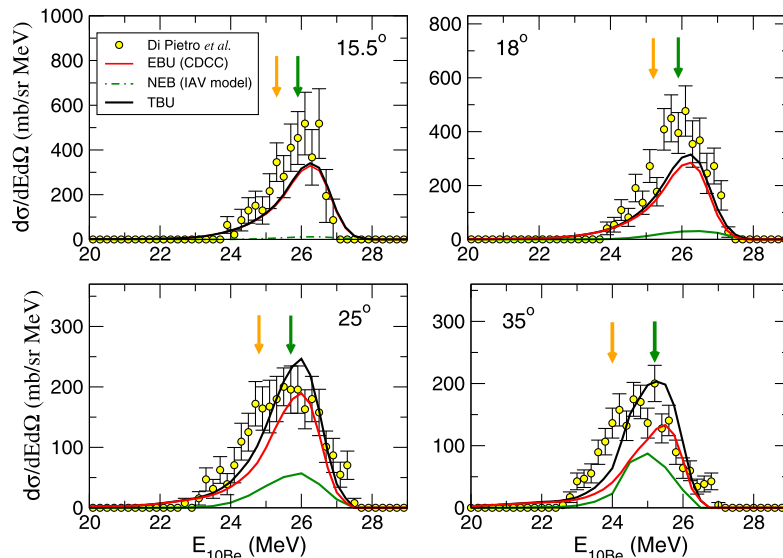 1000
800
600
400
200
0
20 22 24 26 28
dσ/dEdΩ (mb/sr MeV)
Di Pietro et al.
EBU (CDCC)
NEB (IAV model)
TBU
15.5°
800
600
400
200
0
20 22 24 26 28
18°
300
200
100
0
20 22 24 26 28
dσ/dEdΩ (mb/sr MeV)
25°
E10Be (MeV)
300
200
100
0
20 22 24 26 28
35°
E10Be (MeV)